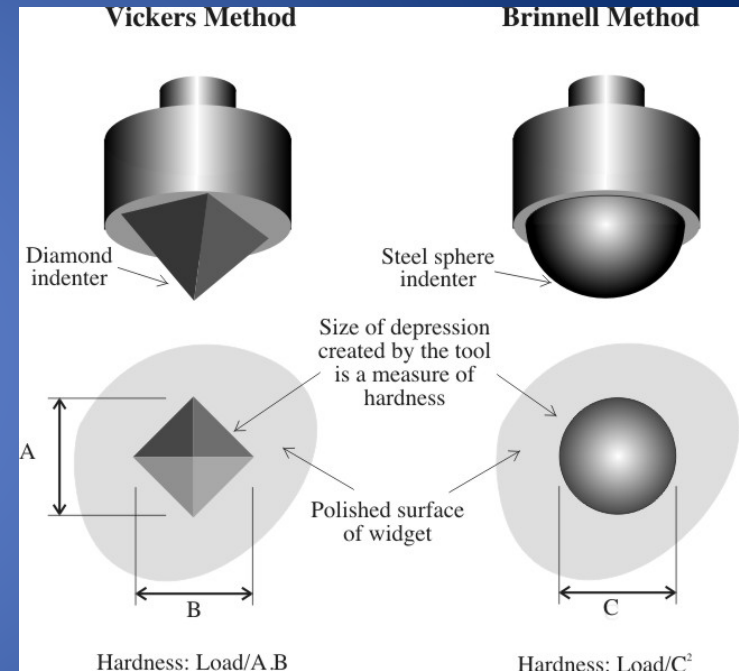 Vickers Method
Brinnell Method
Diamond
indenter
Steel sphere
indenter
Size of depression
created by the tool
is a measure of
hardness
A
Polished surface
of widget
B
C
Hardness: Load/A.B
Hardness: Load/C²